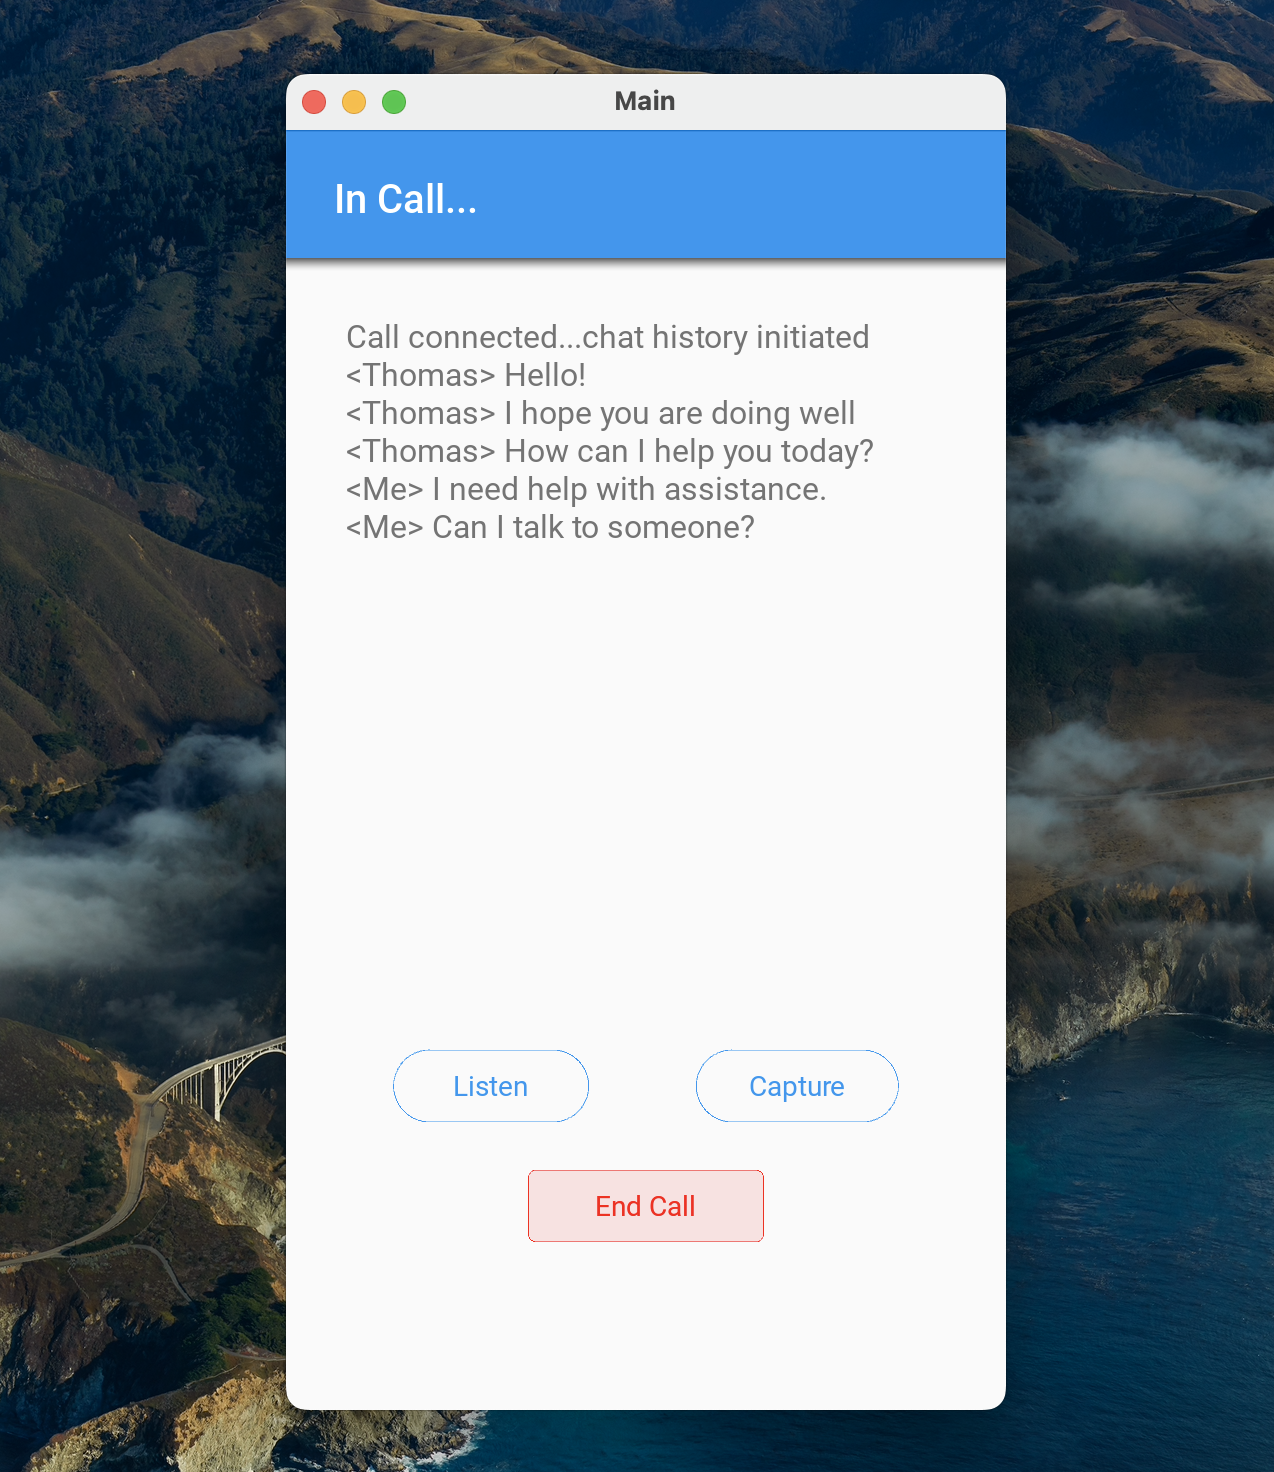 Main
In Call...
Call connected...chat history initiated
<Thomas> Hello!
<Thomas> I hope you are doing well
<Thomas> How can I help you today?
<Me> I need help with assistance.
<Me> Can I talk to someone?
Listen
Capture
End Call